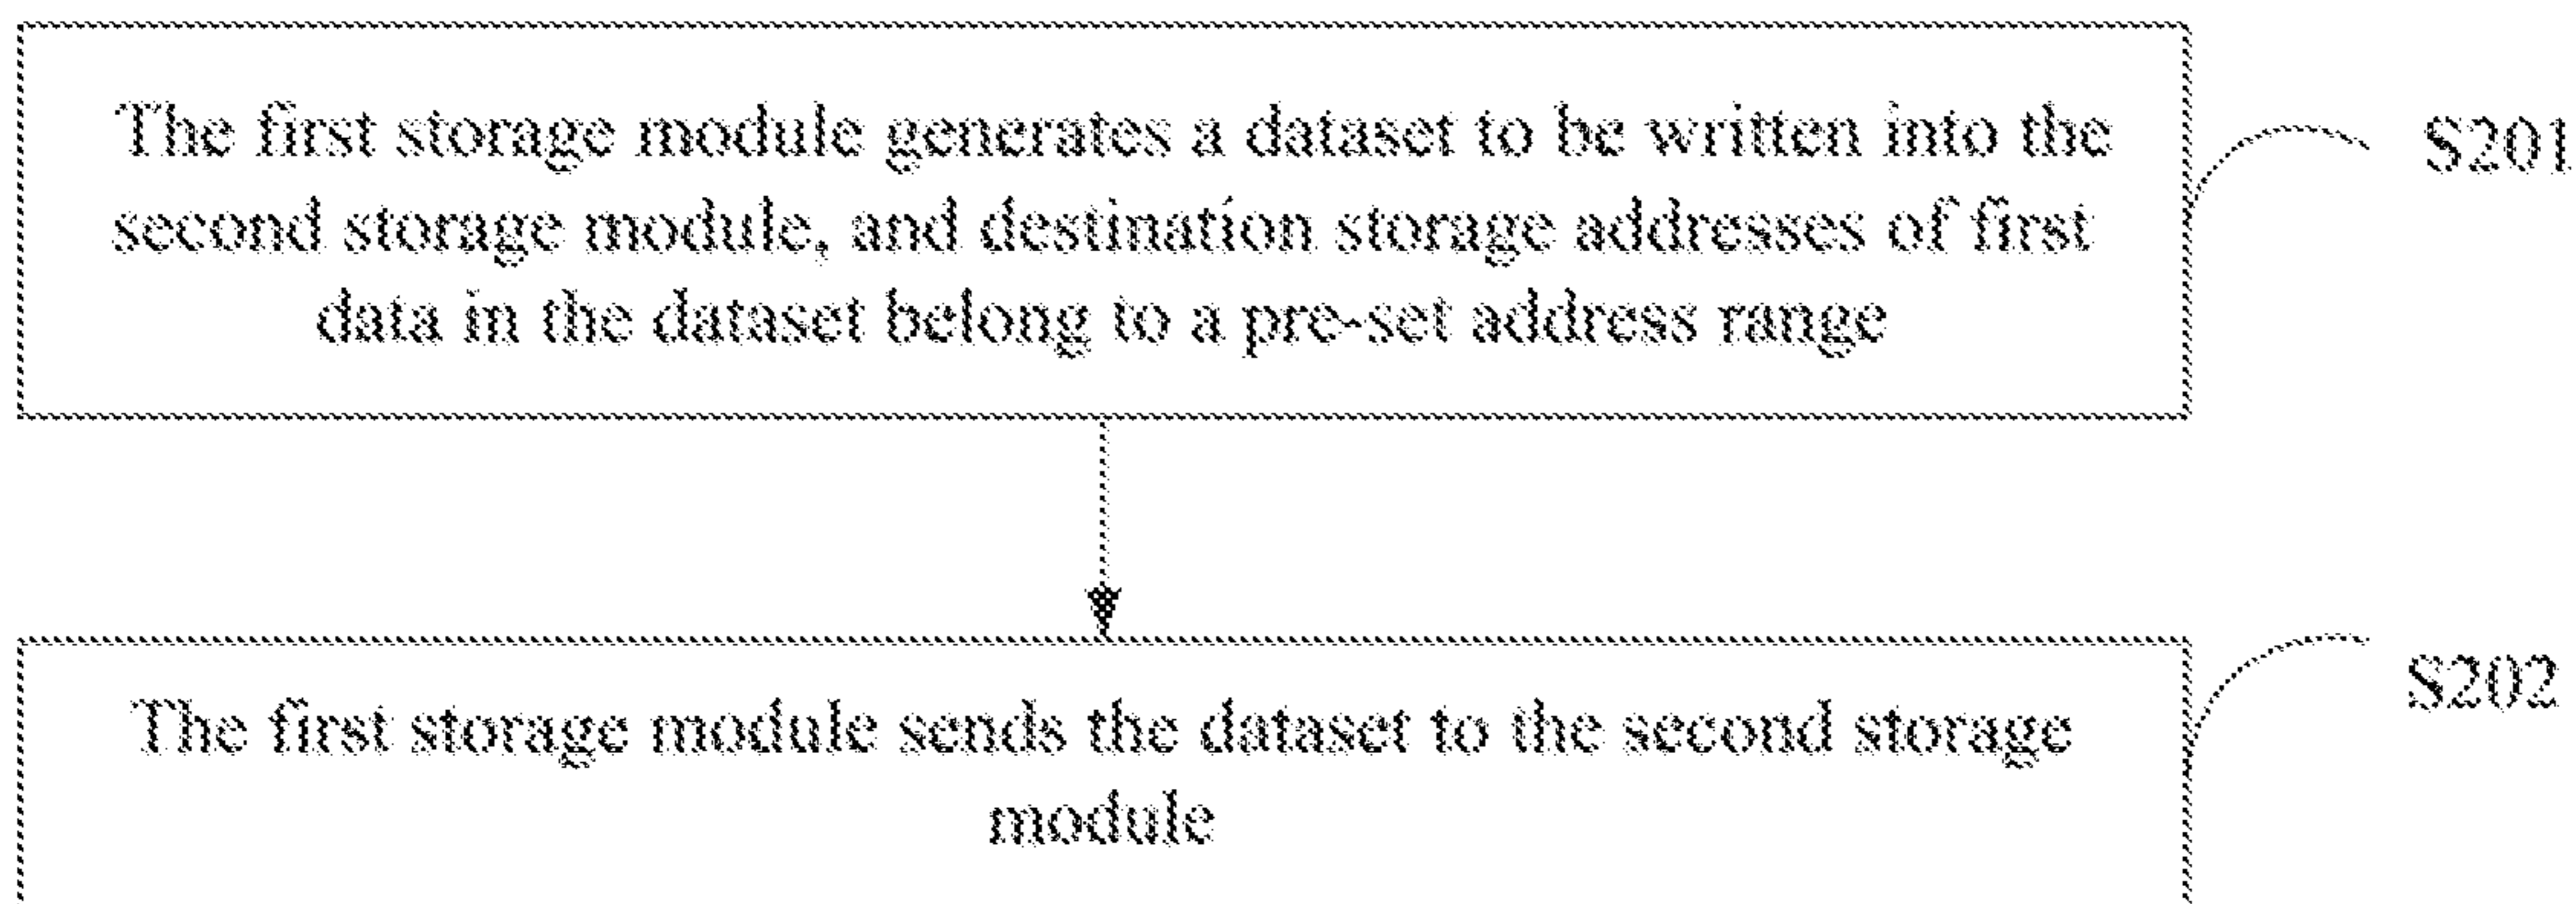 The first storage module generates a dataset to be written into the
second storage module, and destination storage addresses of first
data in the dataset belong to a pre-set address range
S201
The first storage module sends the dataset to the second storage
module
S202